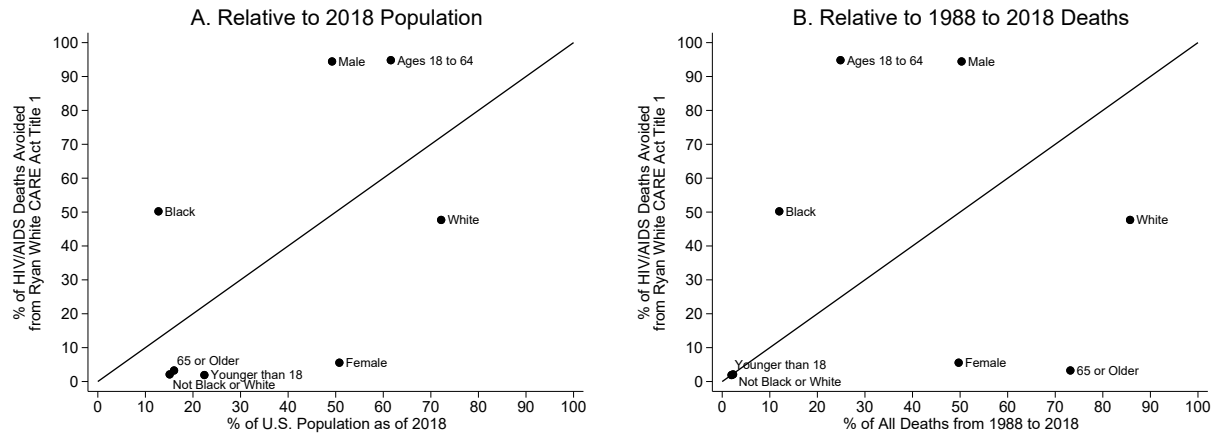 A. Relative to 2018 Population
% of HIV/AIDS Deaths Avoided
from Ryan White CARE Act Title 1
100
90
80
70
60
50
40
30
20
10
0
Male
Ages 18 to 64
Black
White
65 or Older
Younger than 18
Not Black or White
Female
0 10 20 30 40 50 60 70 80 90 100
% of U.S. Population as of 2018
B. Relative to 1988 to 2018 Deaths
% of HIV/AIDS Deaths Avoided
from Ryan White CARE Act Title 1
100
90
80
70
60
50
40
30
20
10
0
Ages 18 to 64
Male
Black
White
Younger than 18
Not Black or White
Female
65 or Older
0 10 20 30 40 50 60 70 80 90 100
% of All Deaths from 1988 to 2018